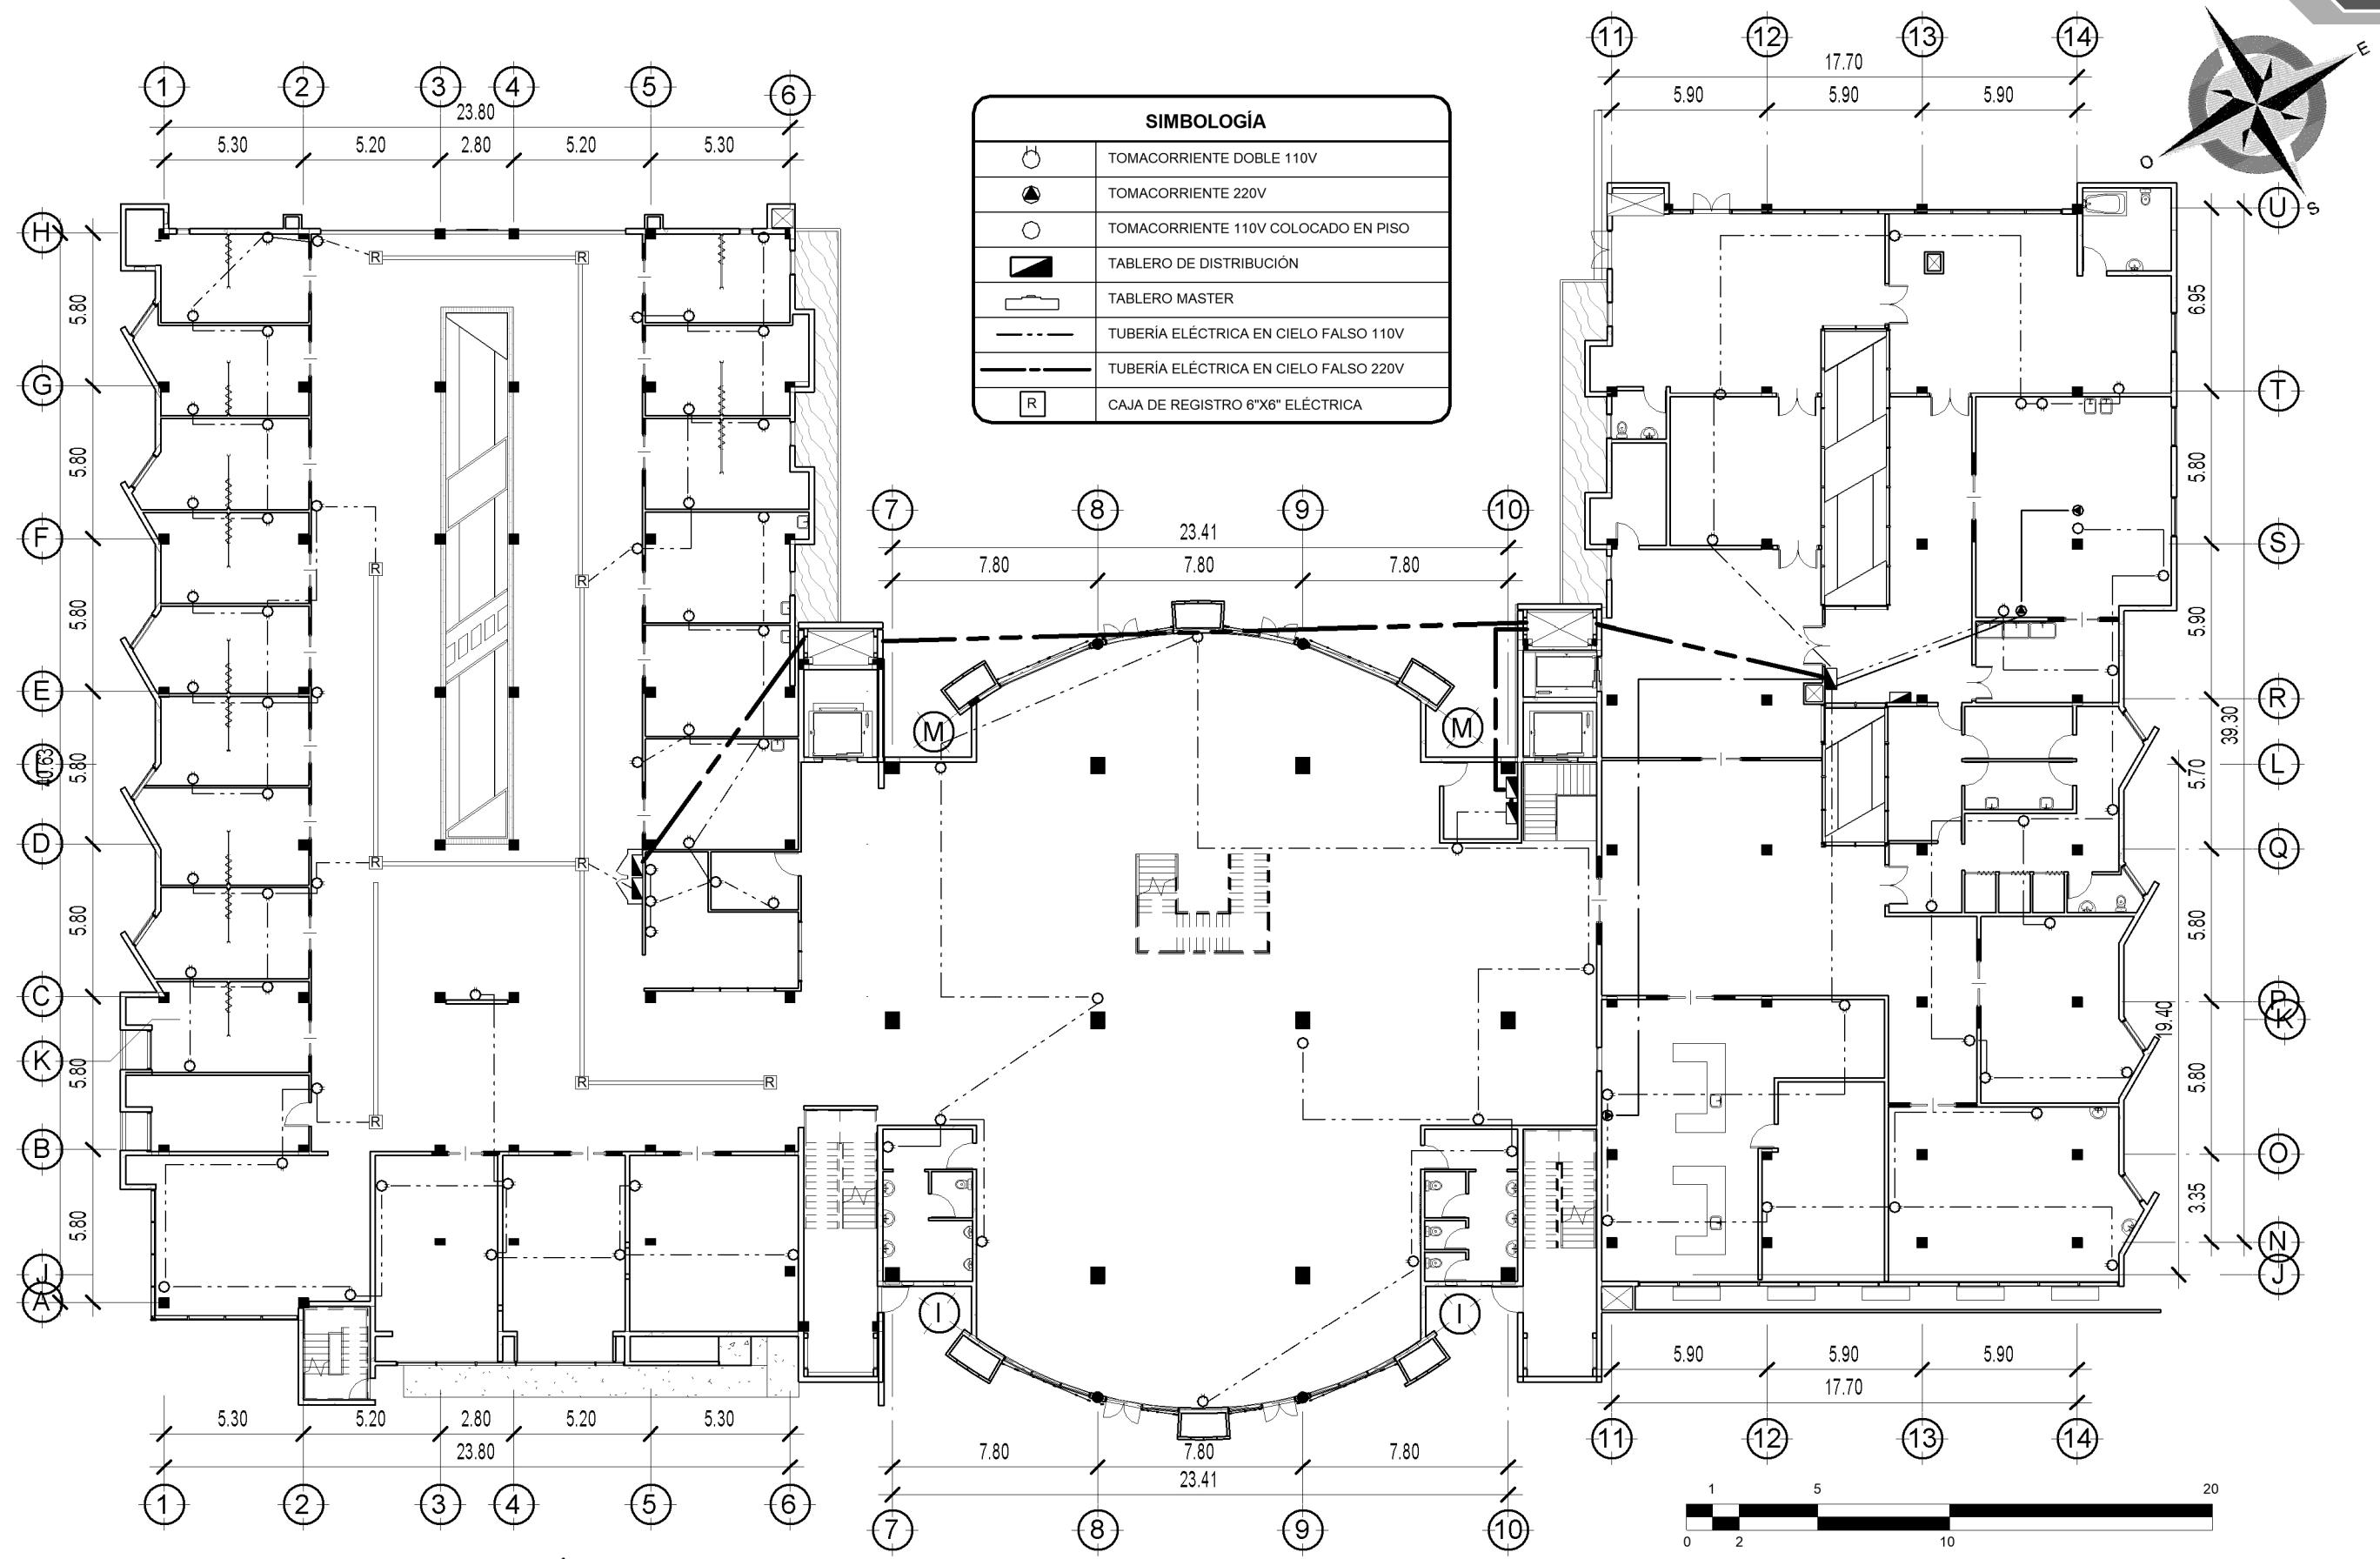 11 12 13 14
17.70
5.90 5.90 5.90
E
O
S
1 2 3 4 5 6
23.80
5.30 5.20 2.80 5.20 5.30
SIMBOLOGÍA
TOMACORRIENTE DOBLE 110V
TOMACORRIENTE 220V
TOMACORRIENTE 110V COLOCADO EN PISO
TABLERO DE DISTRIBUCIÓN
TABLERO MASTER
TUBERÍA ELÉCTRICA EN CIELO FALSO 110V
TUBERÍA ELÉCTRICA EN CIELO FALSO 220V
R CAJA DE REGISTRO 6"X6" ELÉCTRICA
H
5.80
G
5.80
F
5.80
E
40.63
5.80
D
5.80
C
K
5.80
B
5.80
J
A
R R
R R
R R
R R
R
7 8 9 10
23.41
7.80 7.80 7.80
M M
I I
U
6.95
T
5.80
S
5.90
R
39.30
L
5.70
Q
5.80
P
K
19.40
5.80
O
3.35
N
J
5.30 5.20 2.80 5.20 5.30
23.80
1 2 3 4 5 6
7.80 7.80 7.80
23.41
7 8 9 10
5.90 5.90 5.90
17.70
11 12 13 14
1 5 20
0 2 10